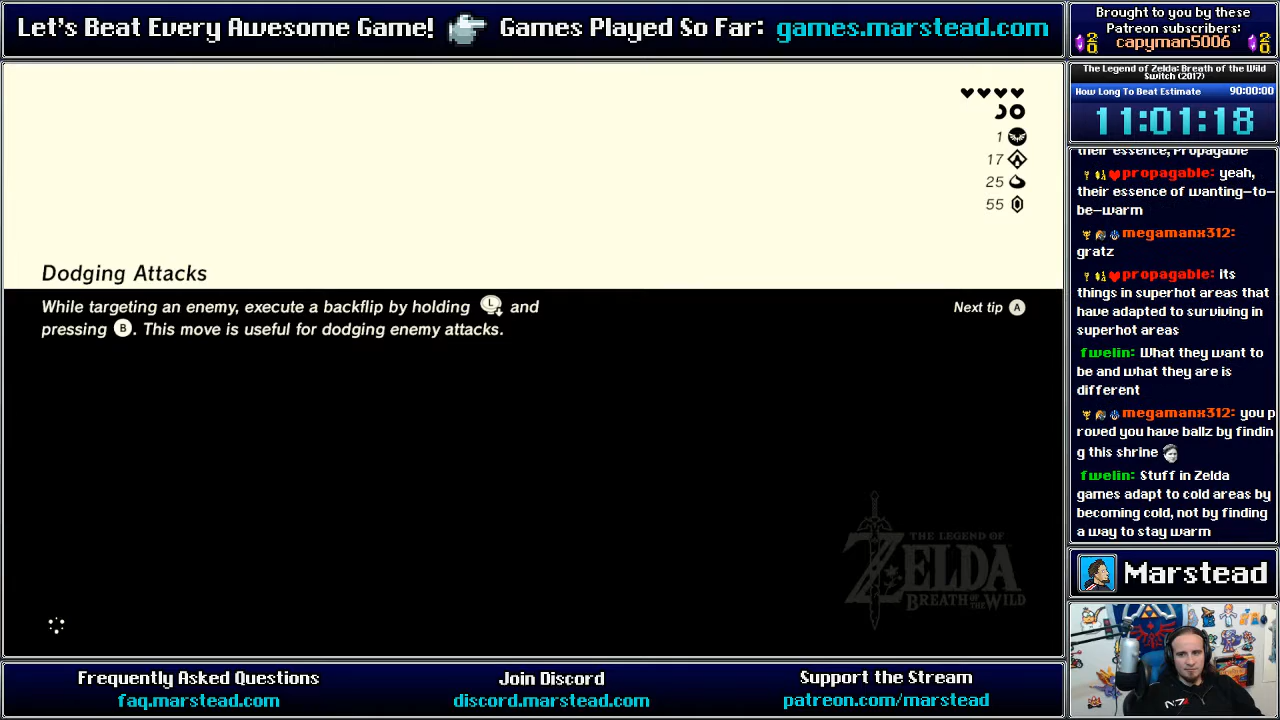 Let's Beat Every Awesome Game!
Games Played So Far: games.marstead.com
Brought to you by these
Patreon subscribers:
20 capyman5006 20
The Legend of Zelda: Breath of the Wild
Switch (2017)
How Long To Beat Estimate 90:00:00
11:01:18
1
17
25
55
Dodging Attacks
While targeting an enemy, execute a backflip by holding L and
pressing B. This move is useful for dodging enemy attacks.
Next tip A
THE LEGEND OF
ZELDA
BREATH OF THE WILD
their essence, Propagable
propagable: yeah,
their essence of wanting-to-
be-warm
megamanx312:
gratz
propagable: its
things in superhot areas that
have adapted to surviving in
superhot areas
fwelin: What they want to
be and what they are is
different
megamanx312: you p
roved you have ballz by findin
g this shrine
fwelin: Stuff in Zelda
games adapt to cold areas by
becoming cold, not by finding
a way to stay warm
Marstead
N7
Frequently Asked Questions
faq.marstead.com
Join Discord
discord.marstead.com
Support the Stream
patreon.com/marstead